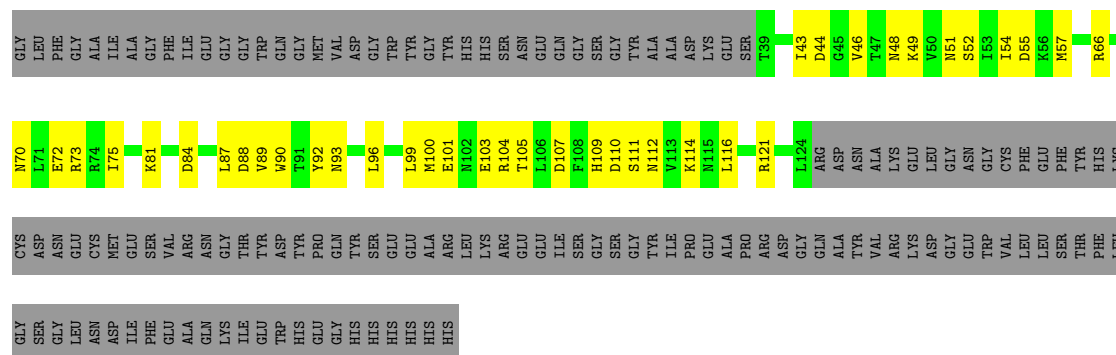 GLY LEU PHE GLY ALA ILE ALA GLY PHE ILE GLU GLY GLY TRP GLN GLY MET VAL ASP GLY TRP TYR GLY TYR HIS HIS SER ASN GLU GLN GLY SER GLY TYR ALA ALA ASP LYS GLU SER T39 I43 D44 G45 V46 T47 N48 K49 V50 N51 S52 I53 I54 D55 K56 M57 R66
N70 L71 E72 R73 R74 I75 K81 D84 L87 D88 V89 W90 T91 Y92 N93 L96 L99 M100 E101 N102 E103 R104 T105 L106 D107 F108 H109 D110 S111 N112 V113 K114 N115 L116 R121 L124 ARG ASP ASN ALA LYS GLU LEU GLY ASN GLY CYS PHE GLU PHE TYR HIS
CYS ASP ASN GLU CYS MET GLU SER VAL ARG ASN GLY THR TYR ASP TYR PRO GLN TYR SER GLU GLU ALA ARG LEU LYS ARG GLU GLU ILE SER GLY SER GLY TYR ILE PRO GLU ALA PRO ARG ASP GLY GLN ALA TYR VAL ARG LYS ASP GLY GLU TRP VAL LEU LEU SER THR PHE
GLY SER GLY LEU ASN ASP ILE PHE GLU ALA GLN LYS ILE GLU TRP HIS GLU GLY HIS HIS HIS HIS HIS HIS